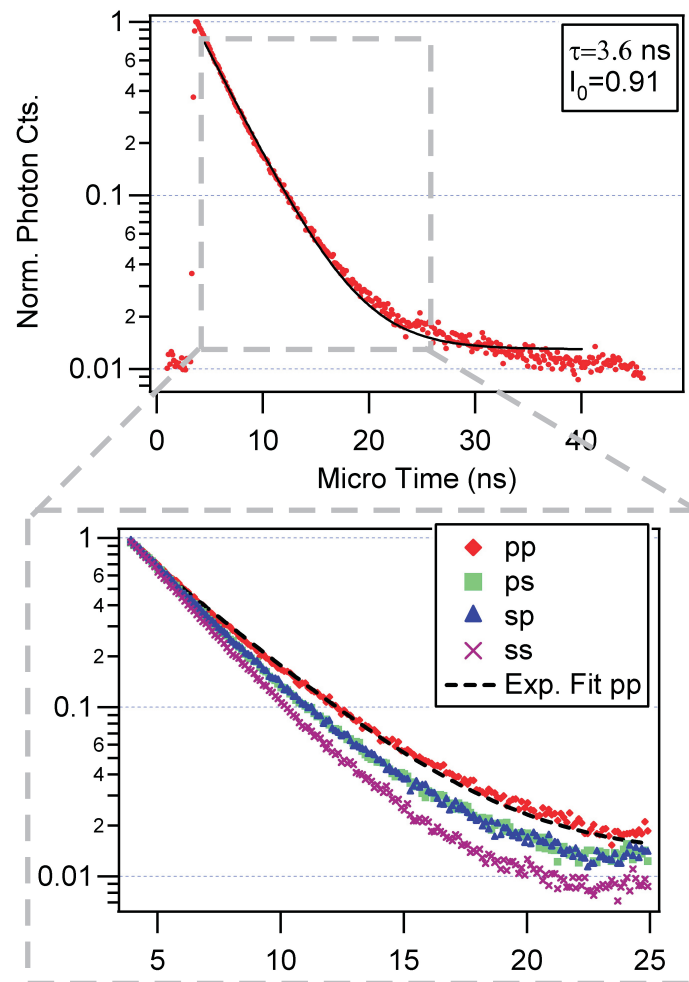 1
6
4
2
0.1
6
4
2
0.01
Norm. Photon Cts.
τ=3.6 ns
I₀=0.91
0 10 20 30 40
Micro Time (ns)
1
6
4
2
0.1
6
4
2
0.01
pp
ps
sp
ss
Exp. Fit pp
5 10 15 20 25